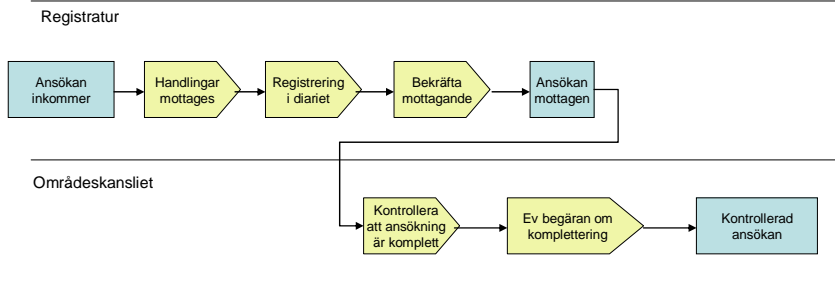 Registratur
Ansökan
inkommer
Handlingar
mottages
Registrering
i diariet
Bekräfta
mottagande
Ansökan
mottagen
Områdeskansliet
Kontrollera
att ansökning
är komplett
Ev begäran om
komplettering
Kontrollerad
ansökan